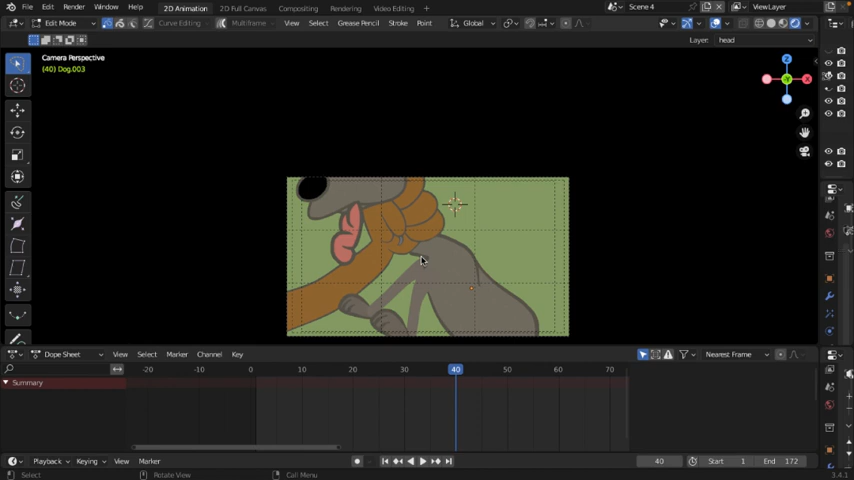 File Edit Render Window Help 2D Animation 2D Full Canvas Compositing Rendering Video Editing + Scene 4 ViewLayer
Edit Mode Curve Editing Multiframe View Select Grease Pencil Stroke Point Global
Layer: head
Camera Perspective
(40) Dog.003
Z
Y
X
Dope Sheet View Select Marker Channel Key Nearest Frame
-20 -10 0 10 20 30 40 50 60 70
Summary
Playback Keying View Marker 40 Start 1 End 172
Select Rotate View Call Menu 3.4.1